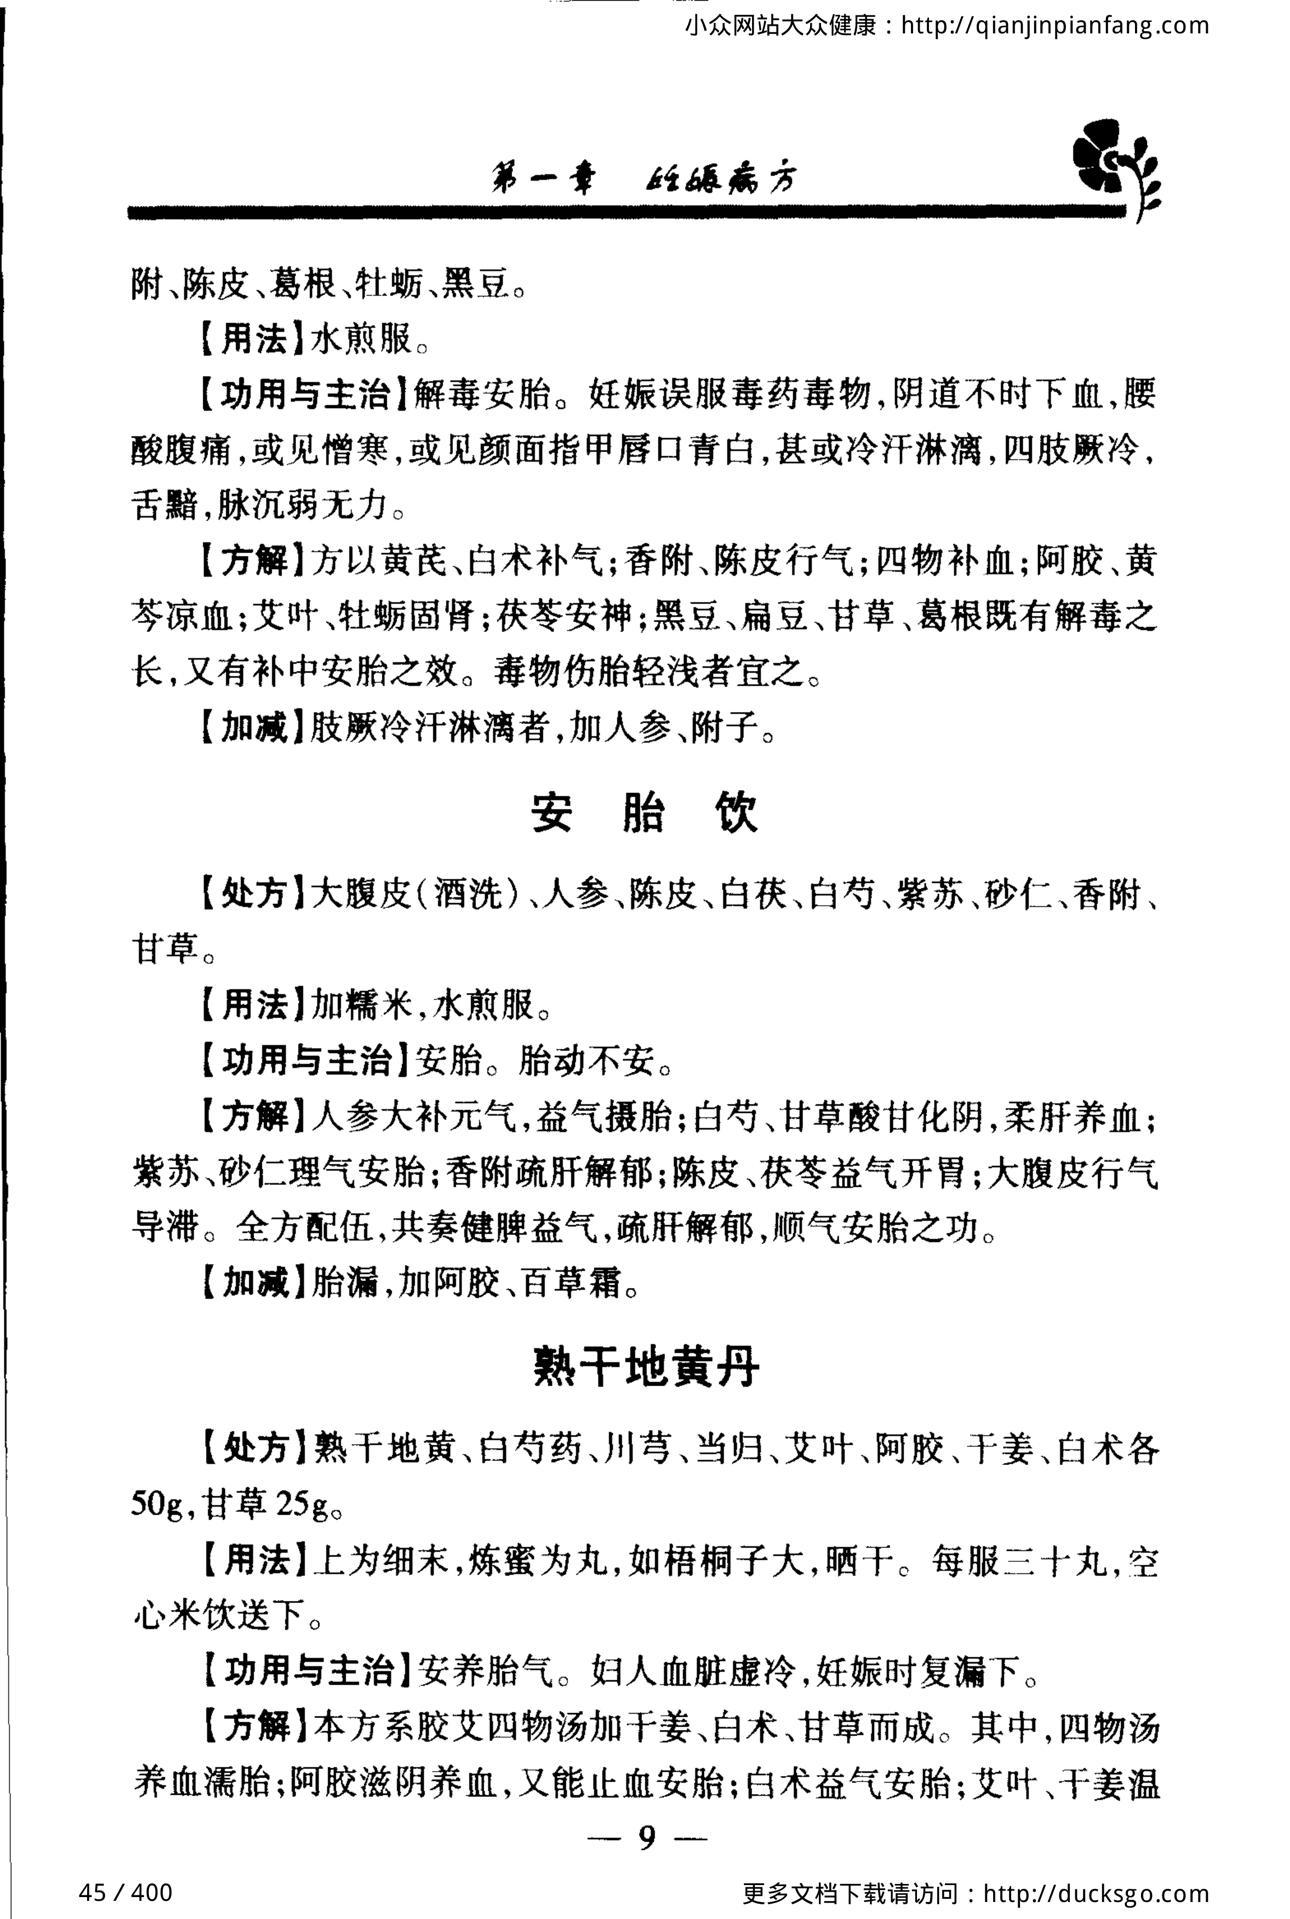 小众网站大众健康：http://qianjinpianfang.com
第一章 妊娠病方
附、陈皮、葛根、牡蛎、黑豆。
【用法】水煎服。
【功用与主治】解毒安胎。妊娠误服毒药毒物,阴道不时下血,腰
酸腹痛,或见憎寒,或见颜面指甲唇口青白,甚或冷汗淋漓,四肢厥冷,
舌黯,脉沉弱无力。
【方解】方以黄芪、白术补气;香附、陈皮行气;四物补血;阿胶、黄
芩凉血;艾叶、牡蛎固肾;茯苓安神;黑豆、扁豆、甘草、葛根既有解毒之
长,又有补中安胎之效。毒物伤胎轻浅者宜之。
【加减】肢厥冷汗淋漓者,加人参、附子。
安 胎 饮
【处方】大腹皮(酒洗)、人参、陈皮、白茯、白芍、紫苏、砂仁、香附、
甘草。
【用法】加糯米,水煎服。
【功用与主治】安胎。胎动不安。
【方解】人参大补元气,益气摄胎;白芍、甘草酸甘化阴,柔肝养血;
紫苏、砂仁理气安胎;香附疏肝解郁;陈皮、茯苓益气开胃;大腹皮行气
导滞。全方配伍,共奏健脾益气,疏肝解郁,顺气安胎之功。
【加减】胎漏,加阿胶、百草霜。
熟干地黄丹
【处方】熟干地黄、白芍药、川芎、当归、艾叶、阿胶、干姜、白术各
50g,甘草 25g。
【用法】上为细末,炼蜜为丸,如梧桐子大,晒干。每服三十丸,空
心米饮送下。
【功用与主治】安养胎气。妇人血脏虚冷,妊娠时复漏下。
【方解】本方系胶艾四物汤加干姜、白术、甘草而成。其中,四物汤
养血濡胎;阿胶滋阴养血,又能止血安胎;白术益气安胎;艾叶、干姜温
— 9 —
45 / 400
更多文档下载请访问：http://ducksgo.com